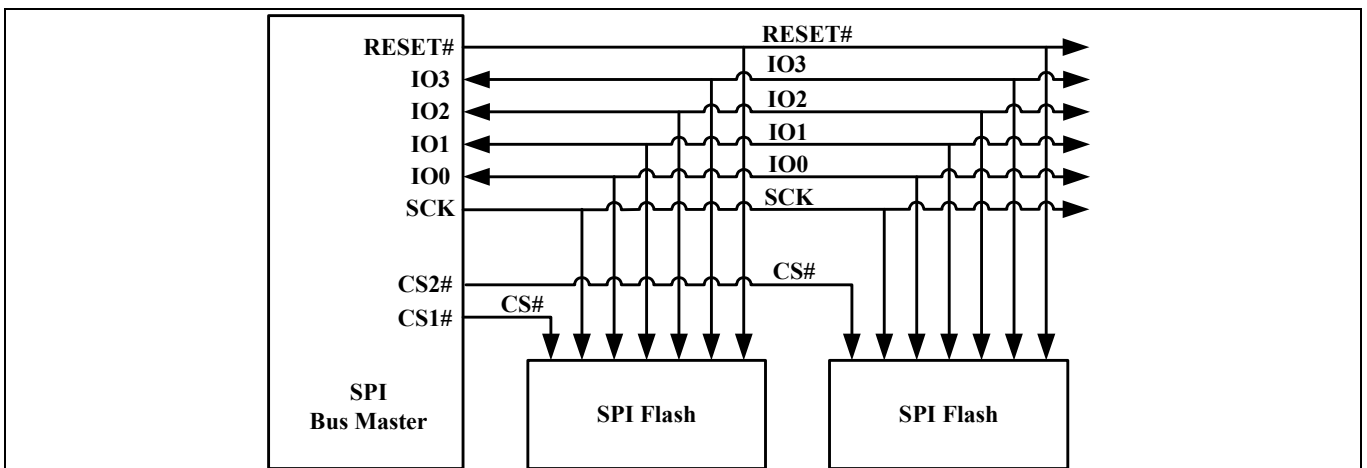 RESET# RESET#
IO3 IO3
IO2 IO2
IO1 IO1
IO0 IO0
SCK SCK
CS2# CS#
CS1# CS#
SPI
Bus Master
SPI Flash
SPI Flash